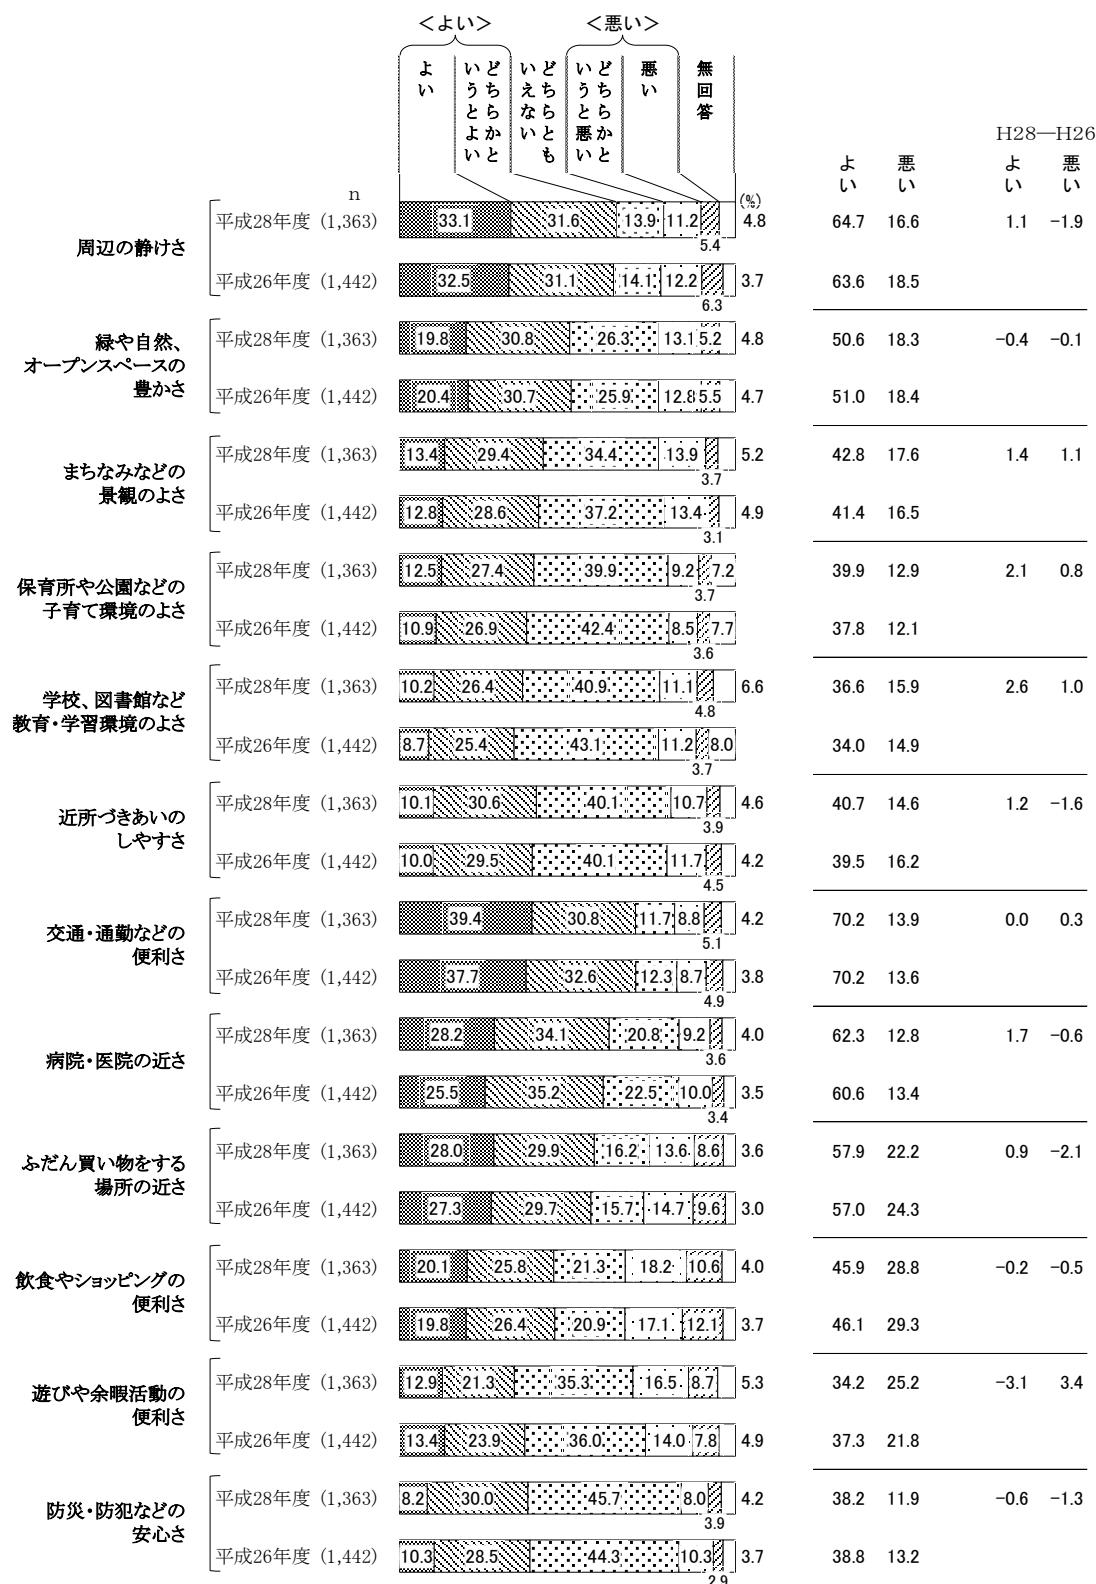 ＜よい＞ ＜悪い＞
よい
どちらかと
いうとよい
どちらとも
いえない
どちらかと
いうと悪い
悪い
無回答
H28―H26
よい 悪い よい 悪い
n (%)
平成28年度 (1,363) 33.1 31.6 13.9 11.2 4.8 64.7 16.6 1.1 −1.9
5.4
周辺の静けさ
平成26年度 (1,442) 32.5 31.1 14.1 12.2 3.7 63.6 18.5
6.3
平成28年度 (1,363) 19.8 30.8 26.3 13.1 5.2 4.8 50.6 18.3 −0.4 −0.1
緑や自然、
オープンスペースの
豊かさ
平成26年度 (1,442) 20.4 30.7 25.9 12.8 5.5 4.7 51.0 18.4
平成28年度 (1,363) 13.4 29.4 34.4 13.9 5.2 42.8 17.6 1.4 1.1
3.7
まちなみなどの
景観のよさ
平成26年度 (1,442) 12.8 28.6 37.2 13.4 4.9 41.4 16.5
3.1
平成28年度 (1,363) 12.5 27.4 39.9 9.2 7.2 39.9 12.9 2.1 0.8
3.7
保育所や公園などの
子育て環境のよさ
平成26年度 (1,442) 10.9 26.9 42.4 8.5 7.7 37.8 12.1
3.6
平成28年度 (1,363) 10.2 26.4 40.9 11.1 6.6 36.6 15.9 2.6 1.0
4.8
学校、図書館など
教育・学習環境のよさ
平成26年度 (1,442) 8.7 25.4 43.1 11.2 8.0 34.0 14.9
3.7
平成28年度 (1,363) 10.1 30.6 40.1 10.7 4.6 40.7 14.6 1.2 −1.6
3.9
近所づきあいの
しやすさ
平成26年度 (1,442) 10.0 29.5 40.1 11.7 4.2 39.5 16.2
4.5
平成28年度 (1,363) 39.4 30.8 11.7 8.8 4.2 70.2 13.9 0.0 0.3
5.1
交通・通勤などの
便利さ
平成26年度 (1,442) 37.7 32.6 12.3 8.7 3.8 70.2 13.6
4.9
平成28年度 (1,363) 28.2 34.1 20.8 9.2 4.0 62.3 12.8 1.7 −0.6
3.6
病院・医院の近さ
平成26年度 (1,442) 25.5 35.2 22.5 10.0 3.5 60.6 13.4
3.4
平成28年度 (1,363) 28.0 29.9 16.2 13.6 8.6 3.6 57.9 22.2 0.9 −2.1
ふだん買い物をする
場所の近さ
平成26年度 (1,442) 27.3 29.7 15.7 14.7 9.6 3.0 57.0 24.3
平成28年度 (1,363) 20.1 25.8 21.3 18.2 10.6 4.0 45.9 28.8 −0.2 −0.5
飲食やショッピングの
便利さ
平成26年度 (1,442) 19.8 26.4 20.9 17.1 12.1 3.7 46.1 29.3
平成28年度 (1,363) 12.9 21.3 35.3 16.5 8.7 5.3 34.2 25.2 −3.1 3.4
遊びや余暇活動の
便利さ
平成26年度 (1,442) 13.4 23.9 36.0 14.0 7.8 4.9 37.3 21.8
平成28年度 (1,363) 8.2 30.0 45.7 8.0 4.2 38.2 11.9 −0.6 −1.3
3.9
防災・防犯などの
安心さ
平成26年度 (1,442) 10.3 28.5 44.3 10.3 3.7 38.8 13.2
2.9